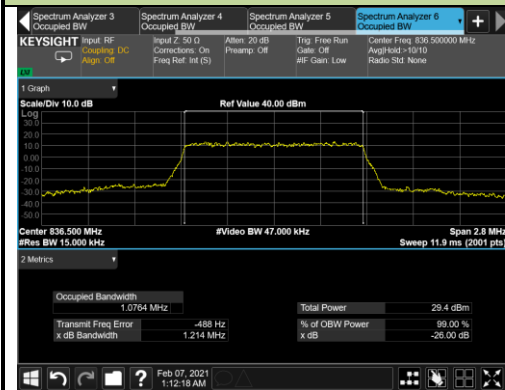 Spectrum Analyzer 3
Occupied BW
Spectrum Analyzer 4
Occupied BW
Spectrum Analyzer 5
Occupied BW
Spectrum Analyzer 6
Occupied BW
KEYSIGHT
Input: RF
Coupling: DC
Align: Off
Input Z: 50 Ω
Corrections: On
Freq Ref: Int (S)
Atten: 20 dB
Preamp: Off
Trig: Free Run
Gate: Off
#IF Gain: Low
Center Freq: 836.500000 MHz
Avg|Hold:>10/10
Radio Std: None
1 Graph
Scale/Div 10.0 dB
Ref Value 40.00 dBm
Log
30.0
20.0
10.0
0.00
-10.0
-20.0
-30.0
-40.0
-50.0
Center 836.500 MHz
#Video BW 47.000 kHz
Span 2.8 MHz
#Res BW 15.000 kHz
Sweep 11.9 ms (2001 pts)
2 Metrics
Occupied Bandwidth
1.0764 MHz
Total Power 29.4 dBm
Transmit Freq Error -488 Hz
% of OBW Power 99.00 %
x dB Bandwidth 1.214 MHz
x dB -26.00 dB
?
Feb 07, 2021
1:12:18 AM